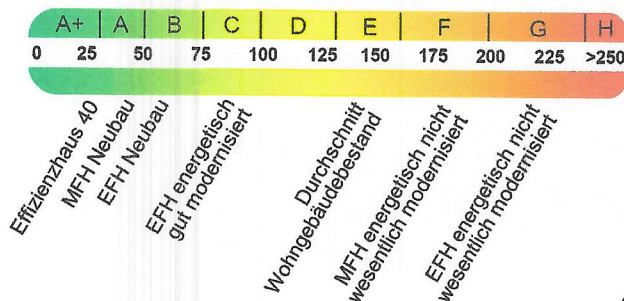 A+ A B C D E F G H
0 25 50 75 100 125 150 175 200 225 >250
Effizienzhaus 40
MFH Neubau
EFH Neubau
EFH energetisch
gut modernisiert
Durchschnitt
Wohngebäudebestand
MFH energetisch nicht
wesentlich modernisiert
EFH energetisch nicht
wesentlich modernisiert